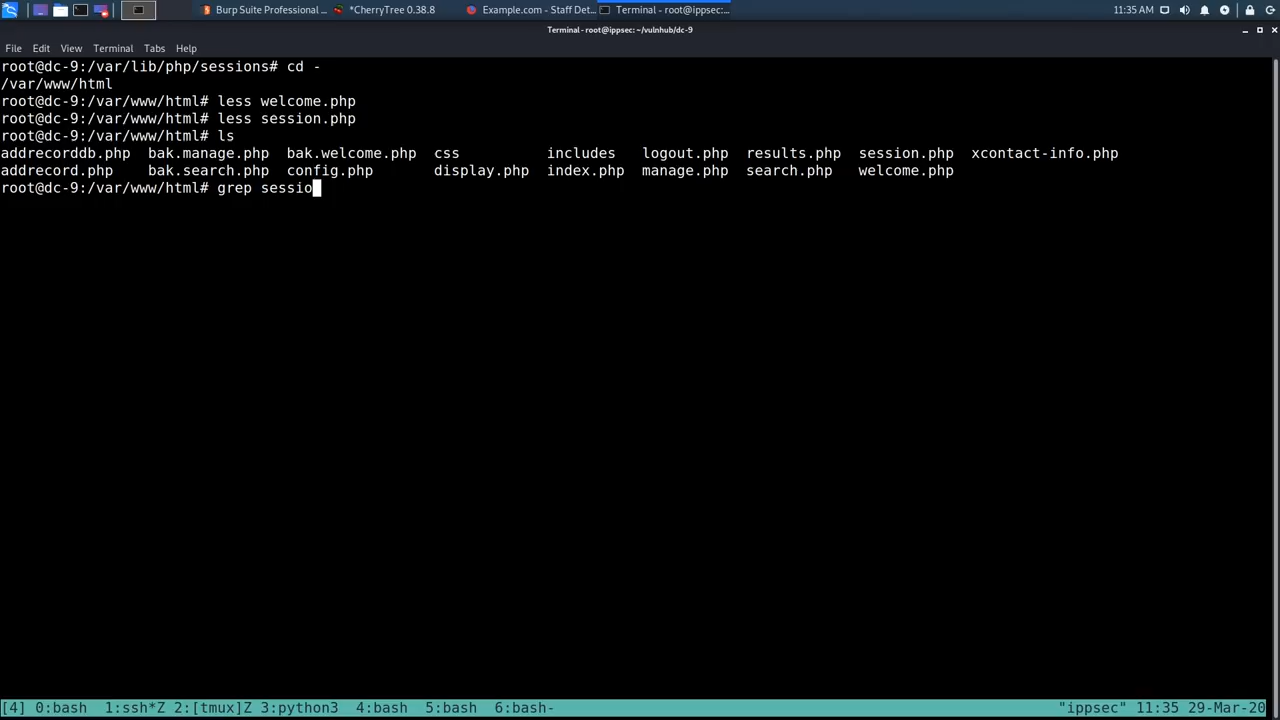 Burp Suite Professional ...
*CherryTree 0.38.8
Example.com - Staff Det...
Terminal - root@ippsec:...
11:35 AM
Terminal - root@ippsec: ~/vulnhub/dc-9
File Edit View Terminal Tabs Help
root@dc-9:/var/lib/php/sessions# cd -
/var/www/html
root@dc-9:/var/www/html# less welcome.php
root@dc-9:/var/www/html# less session.php
root@dc-9:/var/www/html# ls
addrecorddb.php bak.manage.php bak.welcome.php css includes logout.php results.php session.php xcontact-info.php
addrecord.php bak.search.php config.php display.php index.php manage.php search.php welcome.php
root@dc-9:/var/www/html# grep sessio
[4] 0:bash 1:ssh*Z 2:[tmux]Z 3:python3 4:bash 5:bash 6:bash- "ippsec" 11:35 29-Mar-20